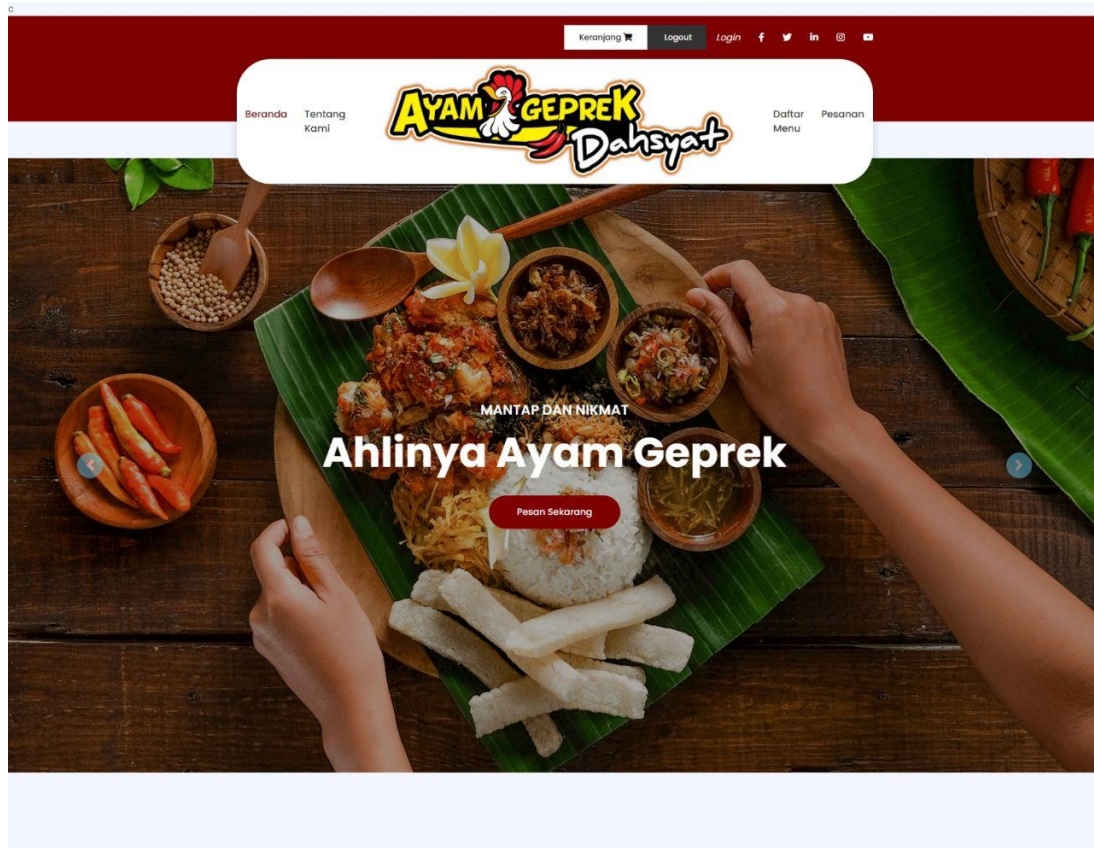 c
Keranjang Logout Login
Beranda
Tentang
Kami
AYAM GEPREK
Dahsyat
Daftar
Menu
Pesanan
MANTAP DAN NIKMAT
Ahlinya Ayam Geprek
Pesan Sekarang